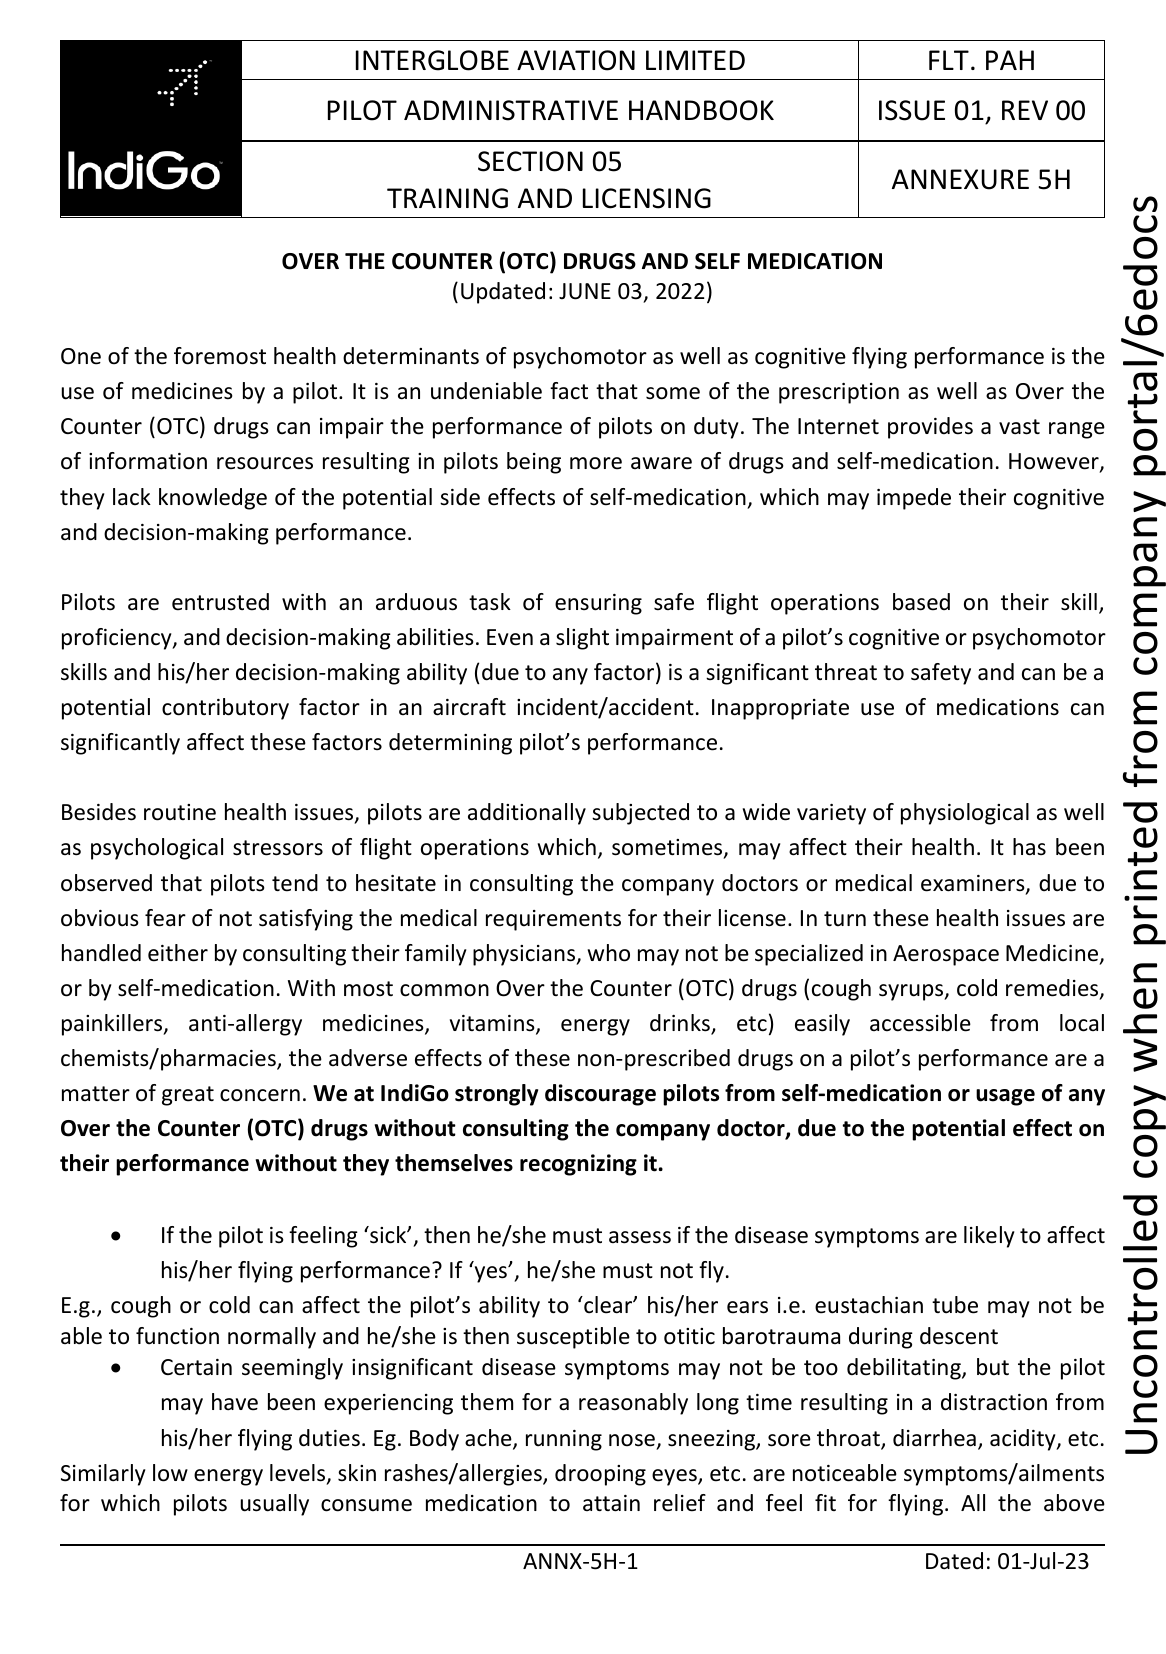 IndiGo
INTERGLOBE AVIATION LIMITED
FLT. PAH
PILOT ADMINISTRATIVE HANDBOOK
ISSUE 01, REV 00
SECTION 05
TRAINING AND LICENSING
ANNEXURE 5H
OVER THE COUNTER (OTC) DRUGS AND SELF MEDICATION
(Updated: JUNE 03, 2022)
One of the foremost health determinants of psychomotor as well as cognitive flying performance is the
use of medicines by a pilot. It is an undeniable fact that some of the prescription as well as Over the
Counter (OTC) drugs can impair the performance of pilots on duty. The Internet provides a vast range
of information resources resulting in pilots being more aware of drugs and self-medication. However,
they lack knowledge of the potential side effects of self-medication, which may impede their cognitive
and decision-making performance.
Pilots are entrusted with an arduous task of ensuring safe flight operations based on their skill,
proficiency, and decision-making abilities. Even a slight impairment of a pilot’s cognitive or psychomotor
skills and his/her decision-making ability (due to any factor) is a significant threat to safety and can be a
potential contributory factor in an aircraft incident/accident. Inappropriate use of medications can
significantly affect these factors determining pilot’s performance.
Besides routine health issues, pilots are additionally subjected to a wide variety of physiological as well
as psychological stressors of flight operations which, sometimes, may affect their health. It has been
observed that pilots tend to hesitate in consulting the company doctors or medical examiners, due to
obvious fear of not satisfying the medical requirements for their license. In turn these health issues are
handled either by consulting their family physicians, who may not be specialized in Aerospace Medicine,
or by self-medication. With most common Over the Counter (OTC) drugs (cough syrups, cold remedies,
painkillers, anti-allergy medicines, vitamins, energy drinks, etc) easily accessible from local
chemists/pharmacies, the adverse effects of these non-prescribed drugs on a pilot’s performance are a
matter of great concern. We at IndiGo strongly discourage pilots from self-medication or usage of any
Over the Counter (OTC) drugs without consulting the company doctor, due to the potential effect on
their performance without they themselves recognizing it.
• If the pilot is feeling ‘sick’, then he/she must assess if the disease symptoms are likely to affect
his/her flying performance? If ‘yes’, he/she must not fly.
E.g., cough or cold can affect the pilot’s ability to ‘clear’ his/her ears i.e. eustachian tube may not be
able to function normally and he/she is then susceptible to otitic barotrauma during descent
• Certain seemingly insignificant disease symptoms may not be too debilitating, but the pilot
may have been experiencing them for a reasonably long time resulting in a distraction from
his/her flying duties. Eg. Body ache, running nose, sneezing, sore throat, diarrhea, acidity, etc.
Similarly low energy levels, skin rashes/allergies, drooping eyes, etc. are noticeable symptoms/ailments
for which pilots usually consume medication to attain relief and feel fit for flying. All the above
ANNX-5H-1
Dated: 01-Jul-23
Uncontrolled copy when printed from company portal/6edocs